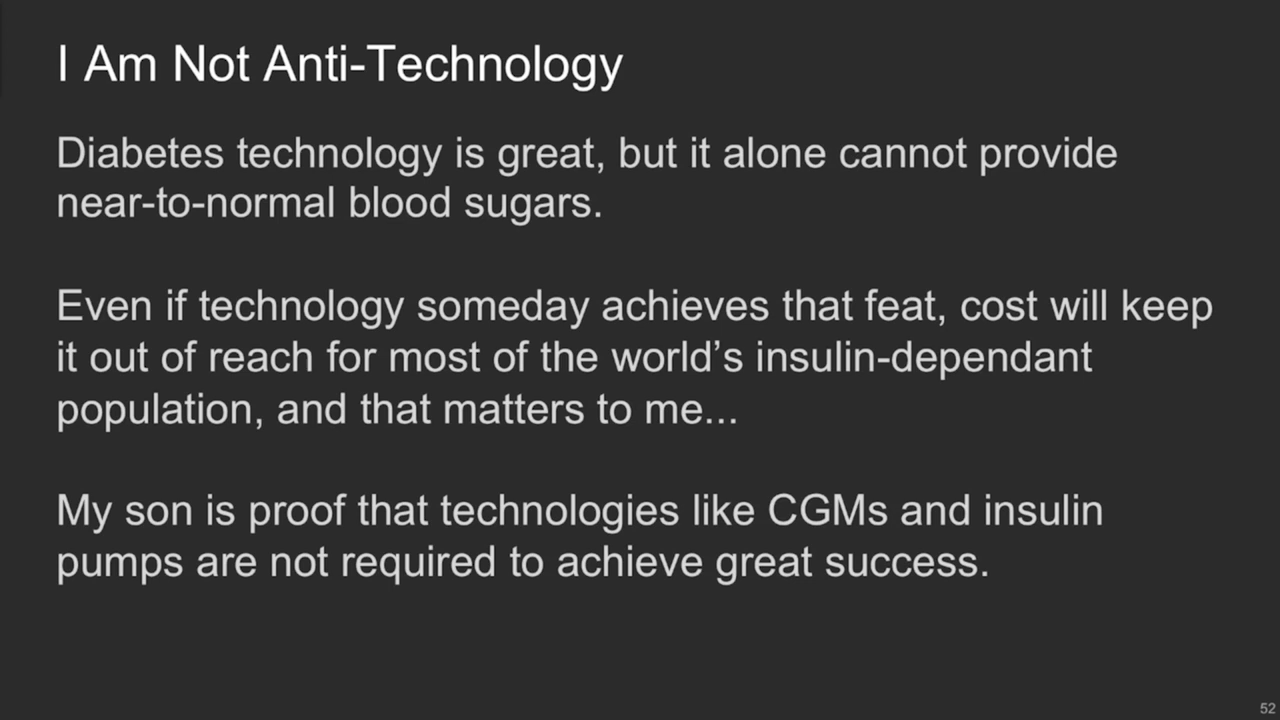 I Am Not Anti-Technology
Diabetes technology is great, but it alone cannot provide
near-to-normal blood sugars.
Even if technology someday achieves that feat, cost will keep
it out of reach for most of the world’s insulin-dependant
population, and that matters to me...
My son is proof that technologies like CGMs and insulin
pumps are not required to achieve great success.
52